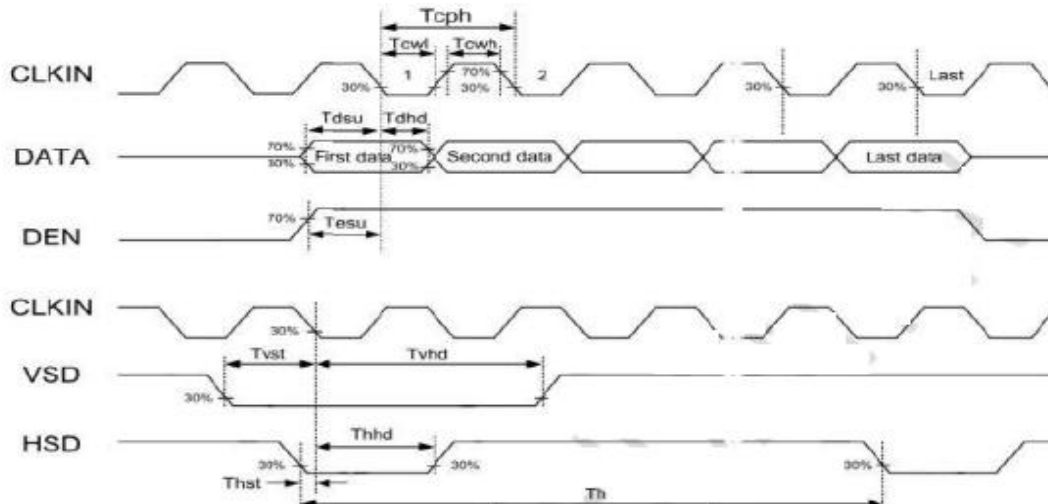 Tcph
Tcwl Tcwh
CLKIN 30% 1 70% 30% 2 30% 30% Last
Tdsu Tdhd
DATA 70% 30% First data 70% 30% Second data Last data
DEN 70% Tesu
CLKIN 30%
Tvst Tvhd
VSD 30%
HSD Thhd 30% 30% 30%
Thst
Th